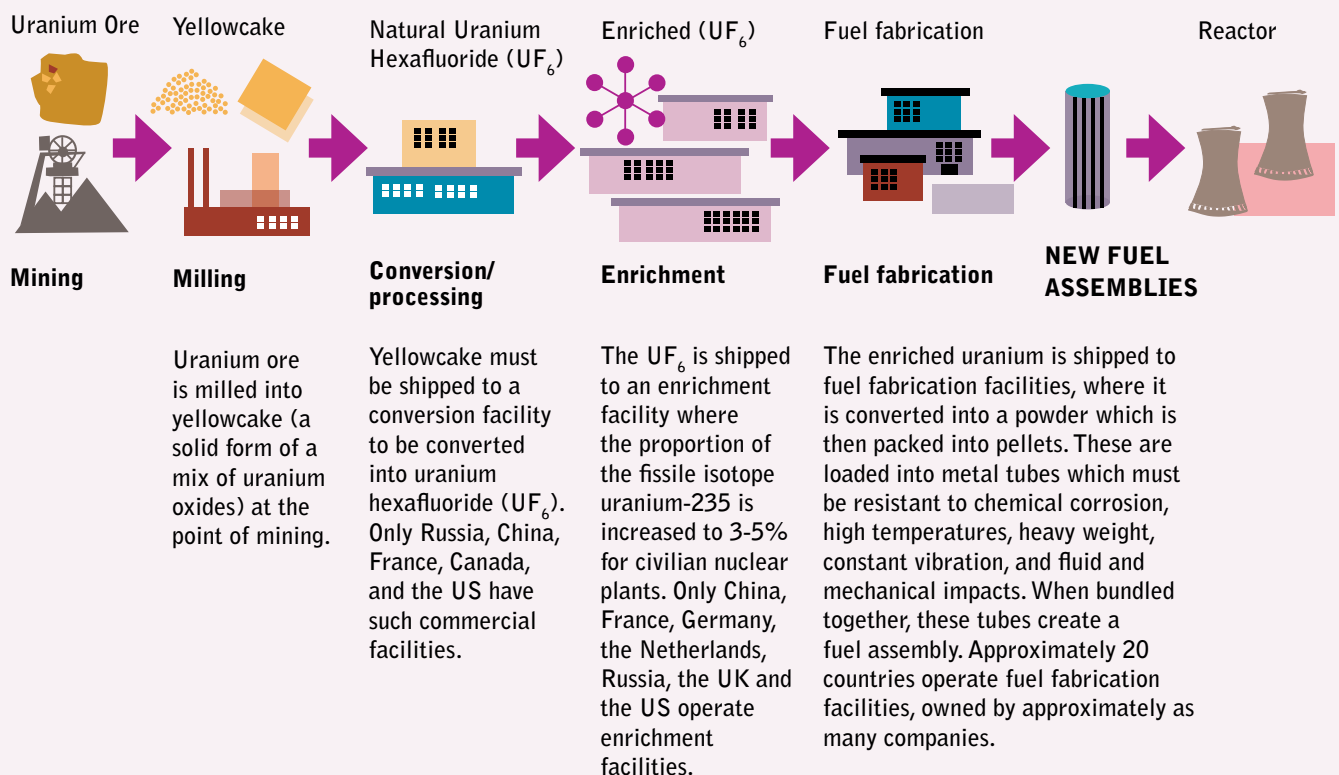 Uranium Ore
Yellowcake
Natural Uranium
Hexafluoride (UF₆)
Enriched (UF₆)
Fuel fabrication
Reactor
Mining
Milling
Conversion/
processing
Enrichment
Fuel fabrication
NEW FUEL
ASSEMBLIES
Uranium ore
is milled into
yellowcake (a
solid form of a
mix of uranium
oxides) at the
point of mining.
Yellowcake must
be shipped to a
conversion facility
to be converted
into uranium
hexafluoride (UF₆).
Only Russia, China,
France, Canada,
and the US have
such commercial
facilities.
The UF₆ is shipped
to an enrichment
facility where
the proportion of
the fissile isotope
uranium-235 is
increased to 3-5%
for civilian nuclear
plants. Only China,
France, Germany,
the Netherlands,
Russia, the UK and
the US operate
enrichment
facilities.
The enriched uranium is shipped to
fuel fabrication facilities, where it
is converted into a powder which is
then packed into pellets. These are
loaded into metal tubes which must
be resistant to chemical corrosion,
high temperatures, heavy weight,
constant vibration, and fluid and
mechanical impacts. When bundled
together, these tubes create a
fuel assembly. Approximately 20
countries operate fuel fabrication
facilities, owned by approximately as
many companies.